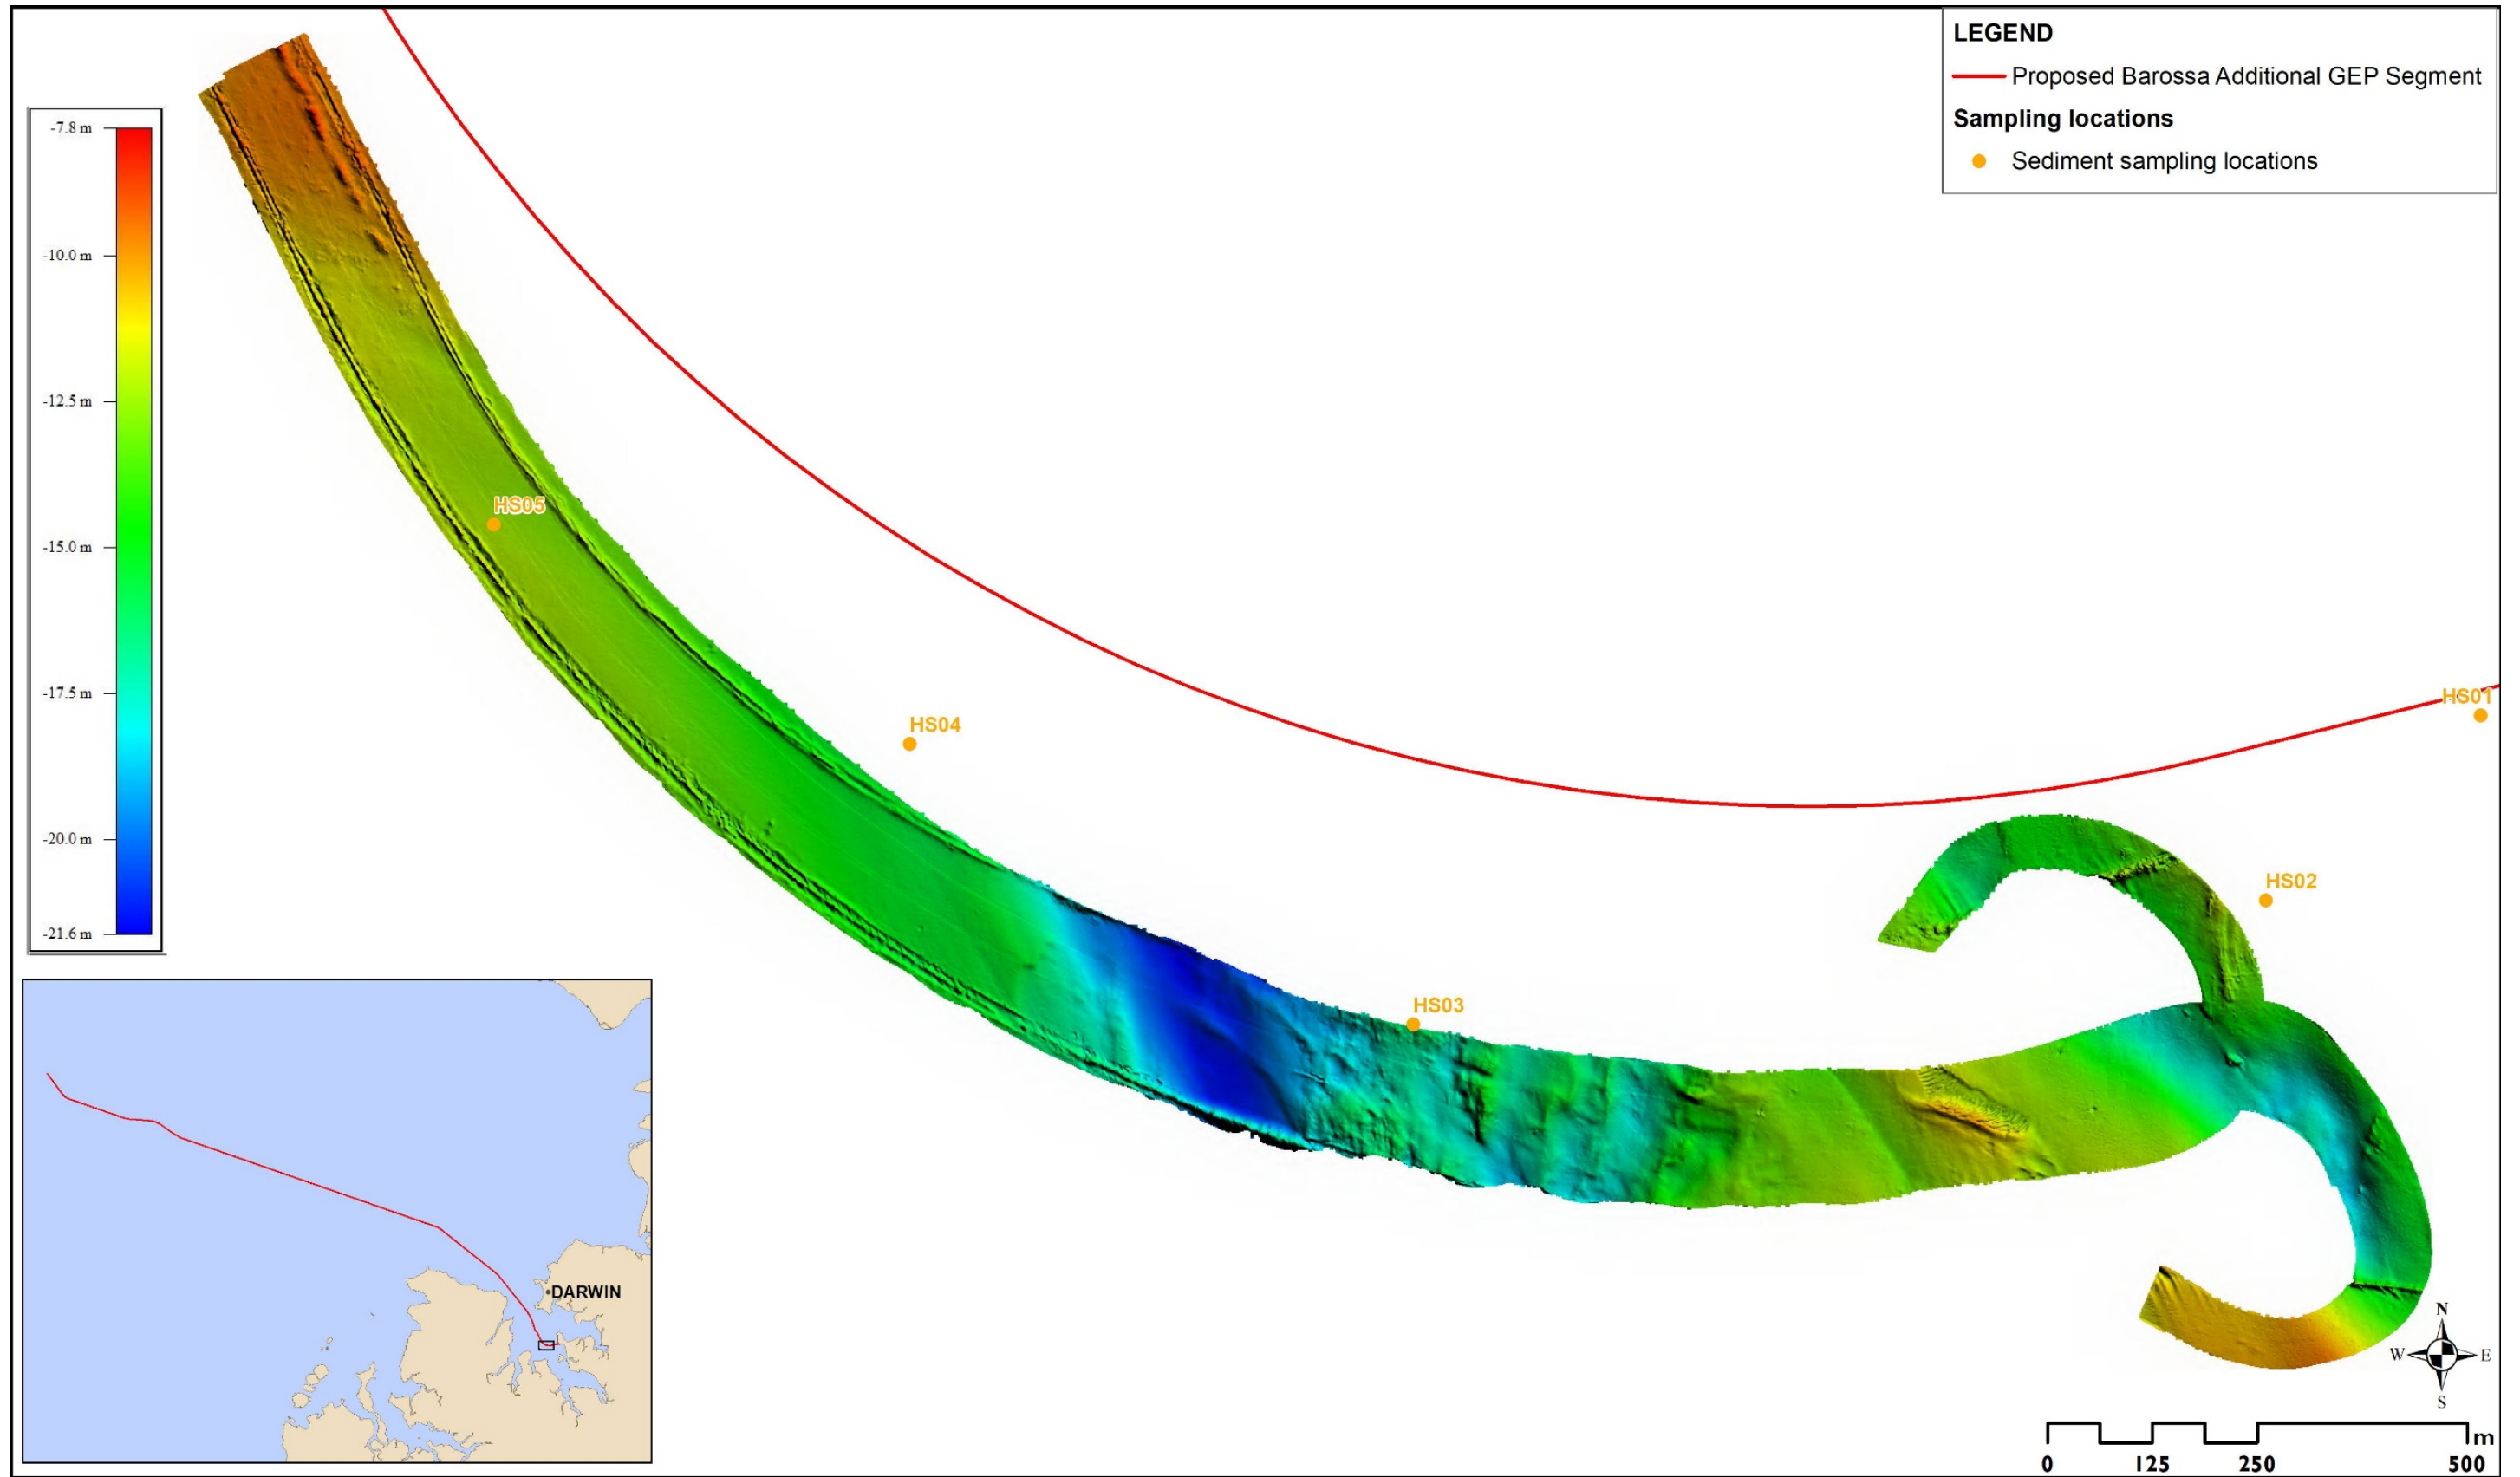 LEGEND
Proposed Barossa Additional GEP Segment
Sampling locations
Sediment sampling locations
-7.8 m
-10.0 m
-12.5 m
-15.0 m
-17.5 m
-20.0 m
-21.6 m
HS05
HS04
HS01
HS02
HS03
DARWIN
N
W E
S
m
0 125 250 500